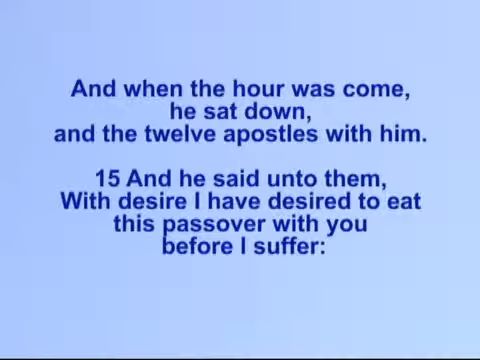 And when the hour was come,
he sat down,
and the twelve apostles with him.
15 And he said unto them,
With desire I have desired to eat
this passover with you
before I suffer: